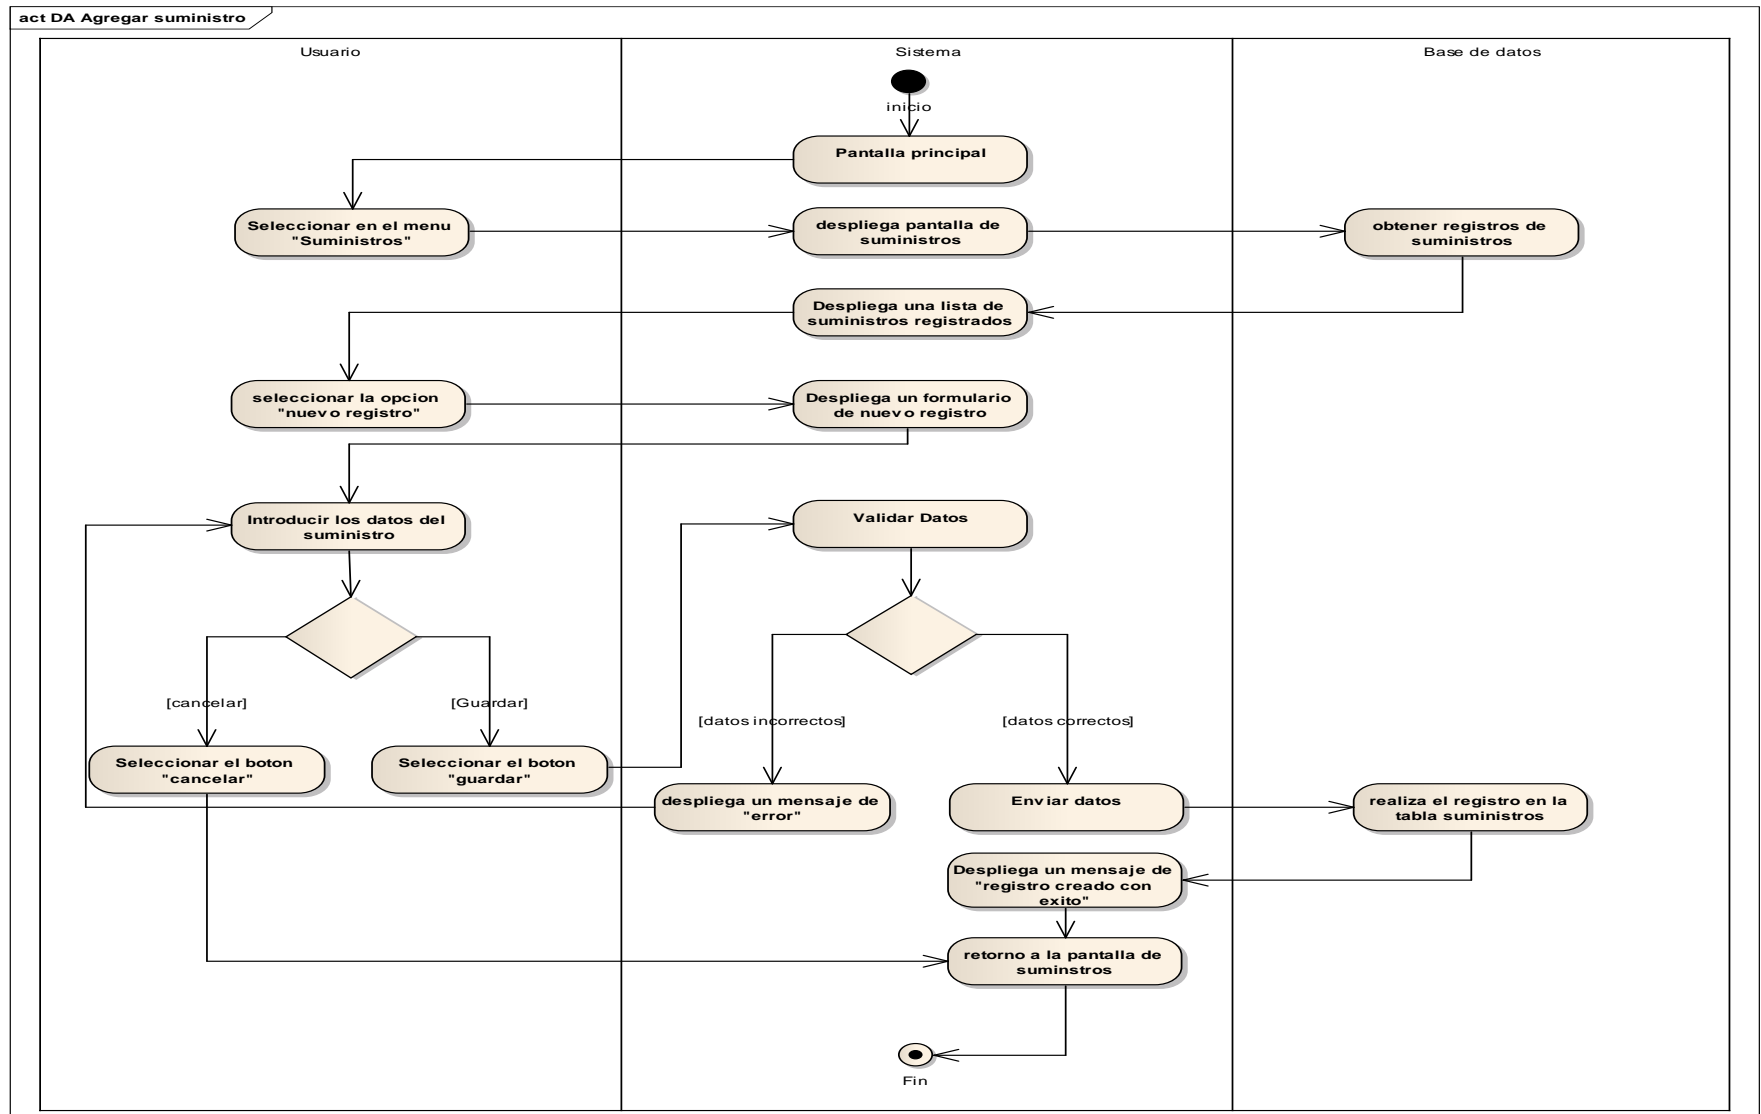 act DA Agregar suministro
Usuario
Sistema
Base de datos
inicio
Pantalla principal
Seleccionar en el menu
"Suministros"
despliega pantalla de
suministros
obtener registros de
suministros
Despliega una lista de
suministros registrados
seleccionar la opcion
"nuevo registro"
Despliega un formulario
de nuevo registro
Introducir los datos del
suministro
Validar Datos
[cancelar]
[Guardar]
[datos incorrectos]
[datos correctos]
Seleccionar el boton
"cancelar"
Seleccionar el boton
"guardar"
despliega un mensaje de
"error"
Enviar datos
realiza el registro en la
tabla suministros
Despliega un mensaje de
"registro creado con
exito"
retorno a la pantalla de
suminstros
Fin